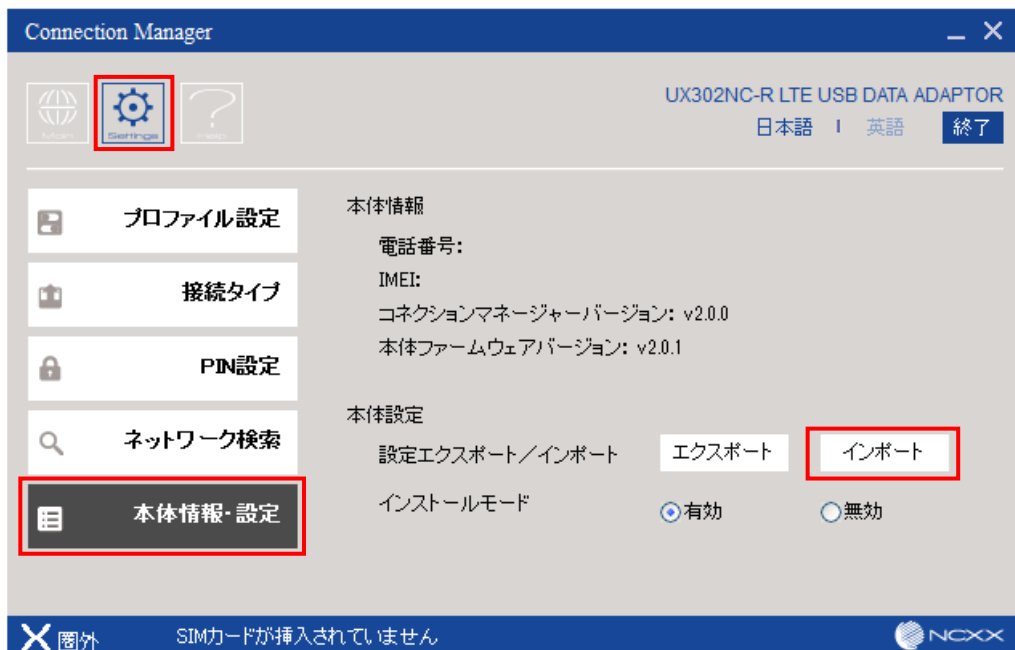 Connection Manager
Main
Settings
Help
UX302NC-R LTE USB DATA ADAPTOR
日本語 | 英語 終了
プロファイル設定
接続タイプ
PIN設定
ネットワーク検索
本体情報・設定
本体情報
電話番号:
IMEI:
コネクションマネージャーバージョン: v2.0.0
本体ファームウェアバージョン: v2.0.1
本体設定
設定エクスポート／インポート エクスポート インポート
インストールモード 有効 無効
圏外 SIMカードが挿入されていません
NCXX